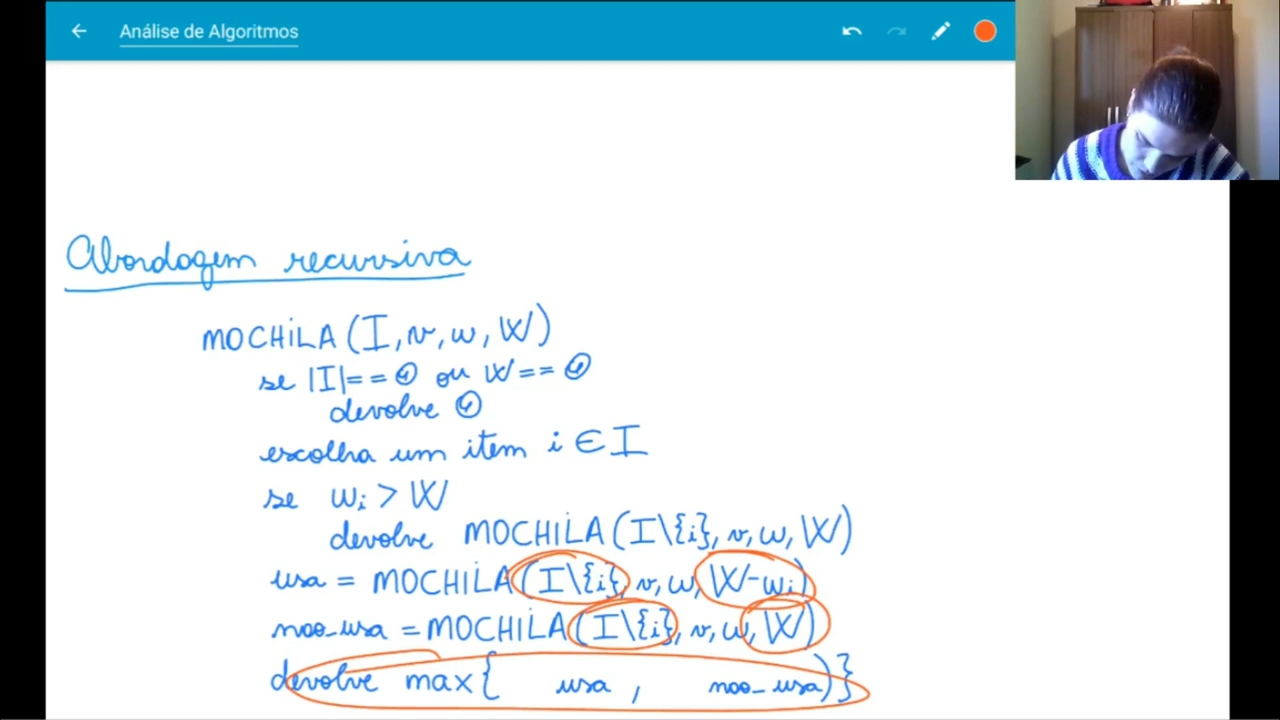 Análise de Algoritmos
Abordagem recursiva
MOCHILA (I, v, w, W)
se |I| == 0 ou W == 0
devolve 0
escolha um item i ∈ I
se wi > W
devolve MOCHILA (I\{i}, v, w, W)
usa = MOCHILA (I\{i}, v, w, W-wi)
nao_usa = MOCHILA (I\{i}, v, w, W)
devolve max{ usa , nao_usa)}